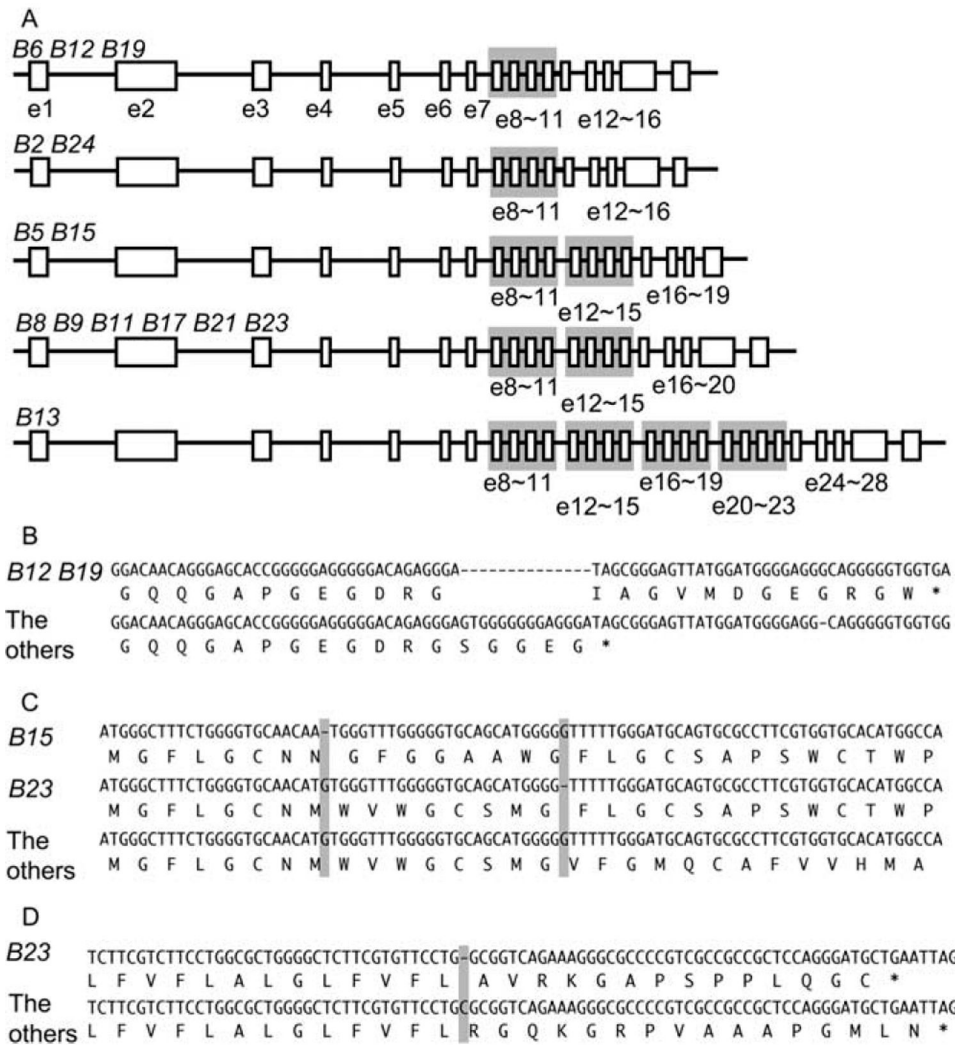 A
B6 B12 B19
e1 e2 e3 e4 e5 e6 e7 e8~11 e12~16
B2 B24
e8~11 e12~16
B5 B15
e8~11 e12~15 e16~19
B8 B9 B11 B17 B21 B23
e8~11 e12~15 e16~20
B13
e8~11 e12~15 e16~19 e20~23 e24~28
B
B12 B19 GGACAACAGGGAGCACCGGGGGAGGGGGACAGAGGGA--------------TAGCGGGAGTTATGGATGGGGAGGGCAGGGGGTGGTGA
G Q Q G A P G E G D R G I A G V M D G E G R G W *
The others GGACAACAGGGAGCACCGGGGGAGGGGGACAGAGGGAGTGGGGGGGAGGGATAGCGGGAGTTATGGATGGGGAGG-CAGGGGGTGGTGG
G Q Q G A P G E G D R G S G G E G *
C
B15 ATGGGCTTTCTGGGGTGCAACAA-TGGGTTTGGGGGTGCAGCATGGGGGTTTTTGGGATGCAGTGCGCCTTCGTGGTGCACATGGCCA
M G F L G C N N G F G G A A W G F L G C S A P S W C T W P
B23 ATGGGCTTTCTGGGGTGCAACATGTGGGTTTGGGGGTGCAGCATGGGG-TTTTTGGGATGCAGTGCGCCTTCGTGGTGCACATGGCCA
M G F L G C N M W V W G C S M G F L G C S A P S W C T W P
The others ATGGGCTTTCTGGGGTGCAACATGTGGGTTTGGGGGTGCAGCATGGGGGTTTTTGGGATGCAGTGCGCCTTCGTGGTGCACATGGCCA
M G F L G C N M W V W G C S M G V F G M Q C A F V V H M A
D
B23 TCTTCGTCTTCCTGGCGCTGGGGCTCTTCGTGTTCCTG-GCGGTCAGAAAGGGCGCCCCGTCGCCGCCGCTCCAGGGATGCTGAATTAG
L F V F L A L G L F V F L A V R K G A P S P P L Q G C *
The others TCTTCGTCTTCCTGGCGCTGGGGCTCTTCGTGTTCCTGCGCGGTCAGAAAGGGCGCCCCGTCGCCGCCGCTCCAGGGATGCTGAATTAG
L F V F L A L G L F V F L R G Q K G R P V A A A P G M L N *